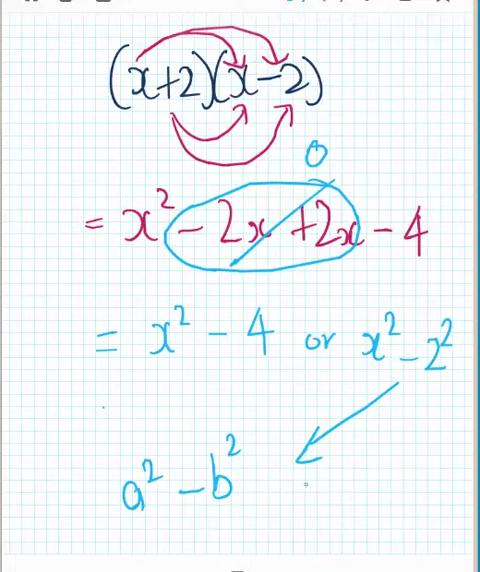 (x+2)(x-2)
0
= x² - 2x + 2x - 4
= x² - 4 or x² - 2²
a² - b²